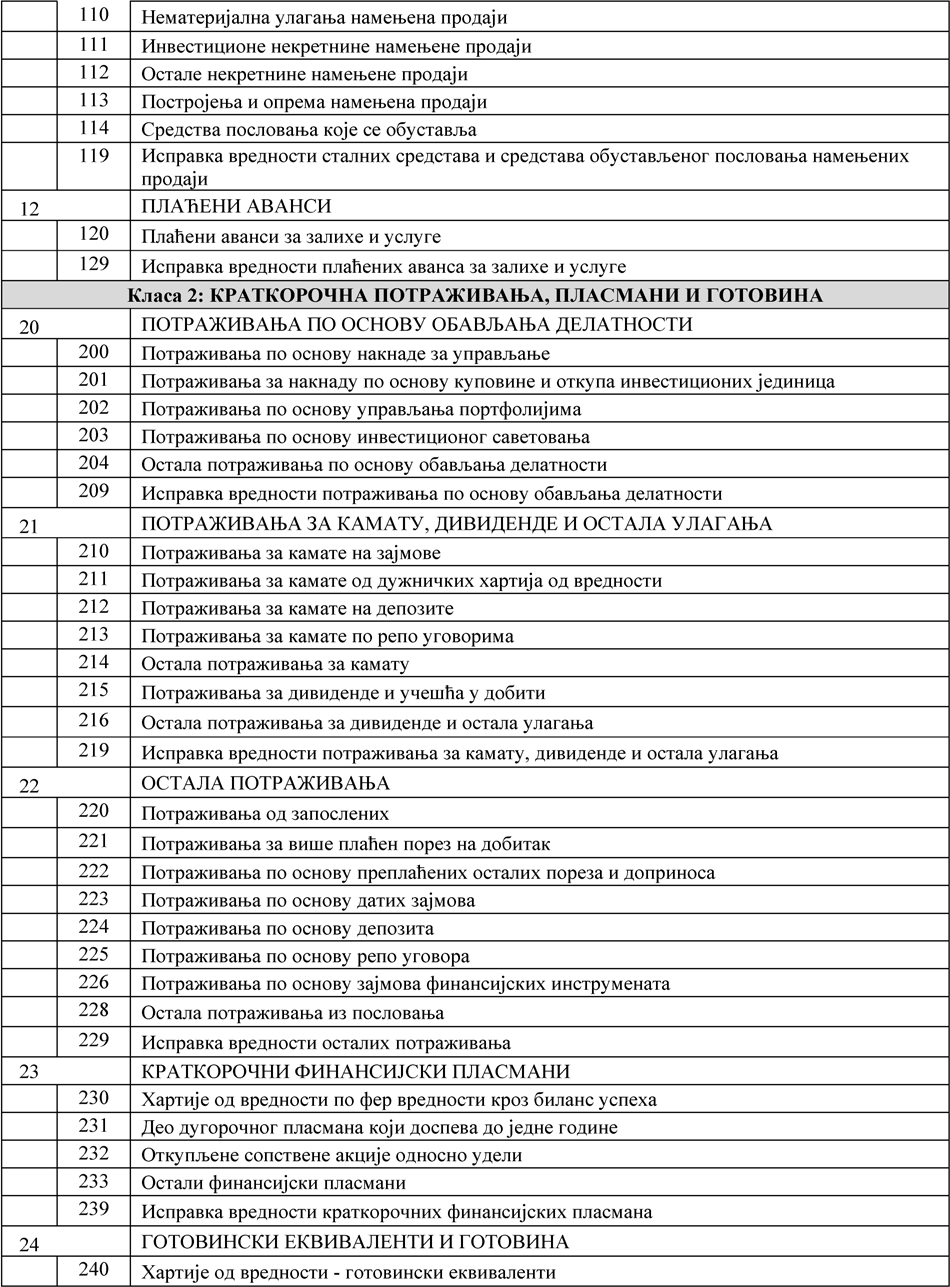 110 Нематеријална улагања намењена продаји
111 Инвестиционе некретнине намењене продаји
112 Остале некретнине намењене продаји
113 Постројења и опрема намењена продаји
114 Средства пословања које се обуставља
119 Исправка вредности сталних средстава и средстава обустављеног пословања намењених
продаји
12 ПЛАЋЕНИ АВАНСИ
120 Плаћени аванси за залихе и услуге
129 Исправка вредности плаћених аванса за залихе и услуге
Класа 2: КРАТКОРОЧНА ПОТРАЖИВАЊА, ПЛАСМАНИ И ГОТОВИНА
20 ПОТРАЖИВАЊА ПО ОСНОВУ ОБАВЉАЊА ДЕЛАТНОСТИ
200 Потраживања по основу накнаде за управљање
201 Потраживања за накнаду по основу куповине и откупа инвестиционих јединица
202 Потраживања по основу управљања портфолијима
203 Потраживања по основу инвестиционог саветовања
204 Остала потраживања по основу обављања делатности
209 Исправка вредности потраживања по основу обављања делатности
21 ПОТРАЖИВАЊА ЗА КАМАТУ, ДИВИДЕНДЕ И ОСТАЛА УЛАГАЊА
210 Потраживања за камате на зајмове
211 Потраживања за камате од дужничких хартија од вредности
212 Потраживања за камате на депозите
213 Потраживања за камате по репо уговорима
214 Остала потраживања за камату
215 Потраживања за дивиденде и учешћа у добити
216 Остала потраживања за дивиденде и остала улагања
219 Исправка вредности потраживања за камату, дивиденде и остала улагања
22 ОСТАЛА ПОТРАЖИВАЊА
220 Потраживања од запослених
221 Потраживања за више плаћен порез на добитак
222 Потраживања по основу преплаћених осталих пореза и доприноса
223 Потраживања по основу датих зајмова
224 Потраживања по основу депозита
225 Потраживања по основу репо уговора
226 Потраживања по основу зајмова финансијских инструмената
228 Остала потраживања из пословања
229 Исправка вредности осталих потраживања
23 КРАТКОРОЧНИ ФИНАНСИЈСКИ ПЛАСМАНИ
230 Хартије од вредности по фер вредности кроз биланс успеха
231 Део дугорочног пласмана који доспева до једне године
232 Откупљене сопствене акције односно удели
233 Остали финансијски пласмани
239 Исправка вредности краткорочних финансијских пласмана
24 ГОТОВИНСКИ ЕКВИВАЛЕНТИ И ГОТОВИНА
240 Хартије од вредности - готовински еквиваленти